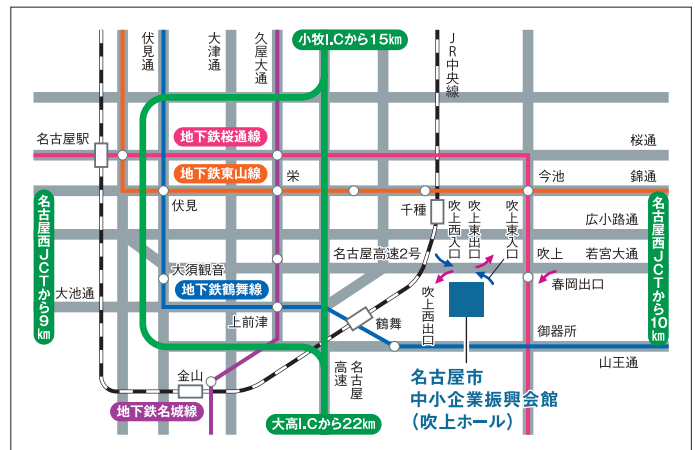 伏見通
大津通
久屋大通
小牧I.Cから15km
JR中央線
名古屋駅
地下鉄桜通線
桜通
地下鉄東山線
栄
今池
錦通
伏見
千種
吹上西入口
吹上東出口
吹上東入口
広小路通
名古屋西JCTから9km
名古屋西JCTから10km
名古屋高速2号
吹上
若宮大通
大須観音
春岡出口
大池通
地下鉄鶴舞線
吹上西出口
上前津
鶴舞
御器所
山王通
金山
名古屋
高速
名古屋市
中小企業振興会館
(吹上ホール)
地下鉄名城線
大高I.Cから22km